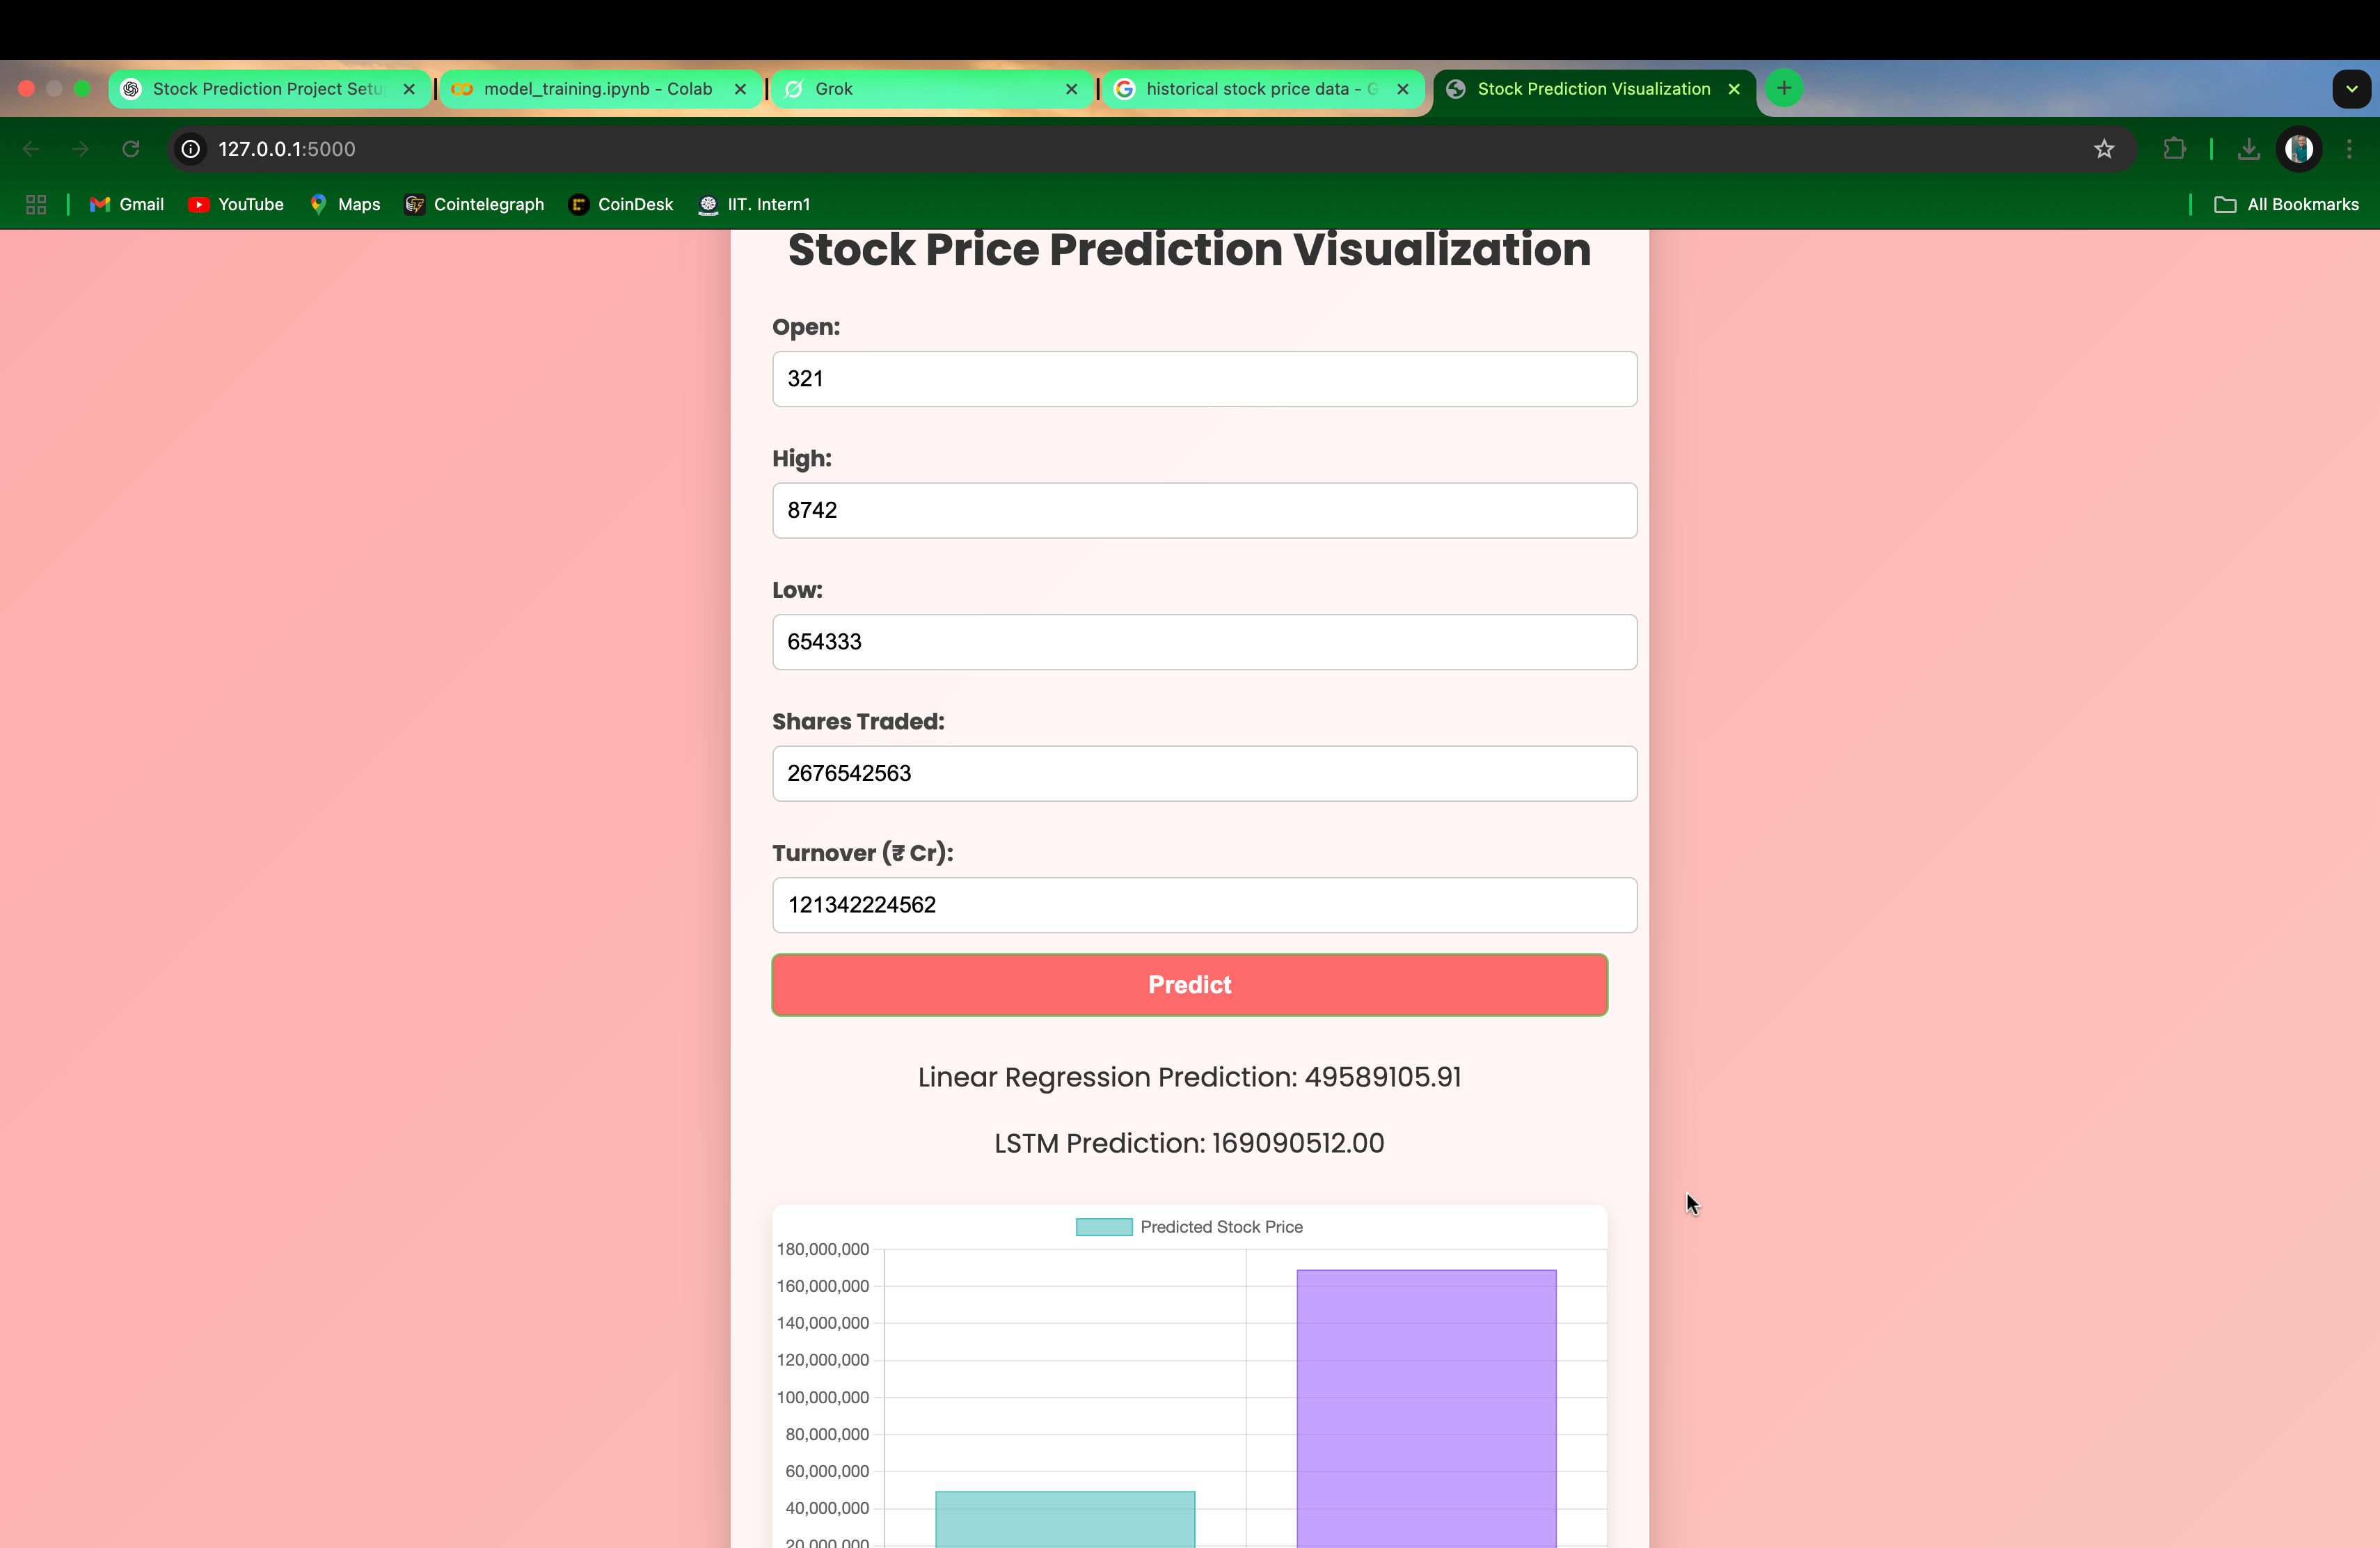 Stock Prediction Project Setu
model_training.ipynb - Colab
Grok
historical stock price data - G
Stock Prediction Visualization
127.0.0.1:5000
Gmail
YouTube
Maps
Cointelegraph
CoinDesk
IIT. Intern1
All Bookmarks
Stock Price Prediction Visualization
Open:
321
High:
8742
Low:
654333
Shares Traded:
2676542563
Turnover (₹ Cr):
121342224562
Predict
Linear Regression Prediction: 49589105.91
LSTM Prediction: 169090512.00
Predicted Stock Price
180,000,000
160,000,000
140,000,000
120,000,000
100,000,000
80,000,000
60,000,000
40,000,000
20,000,000